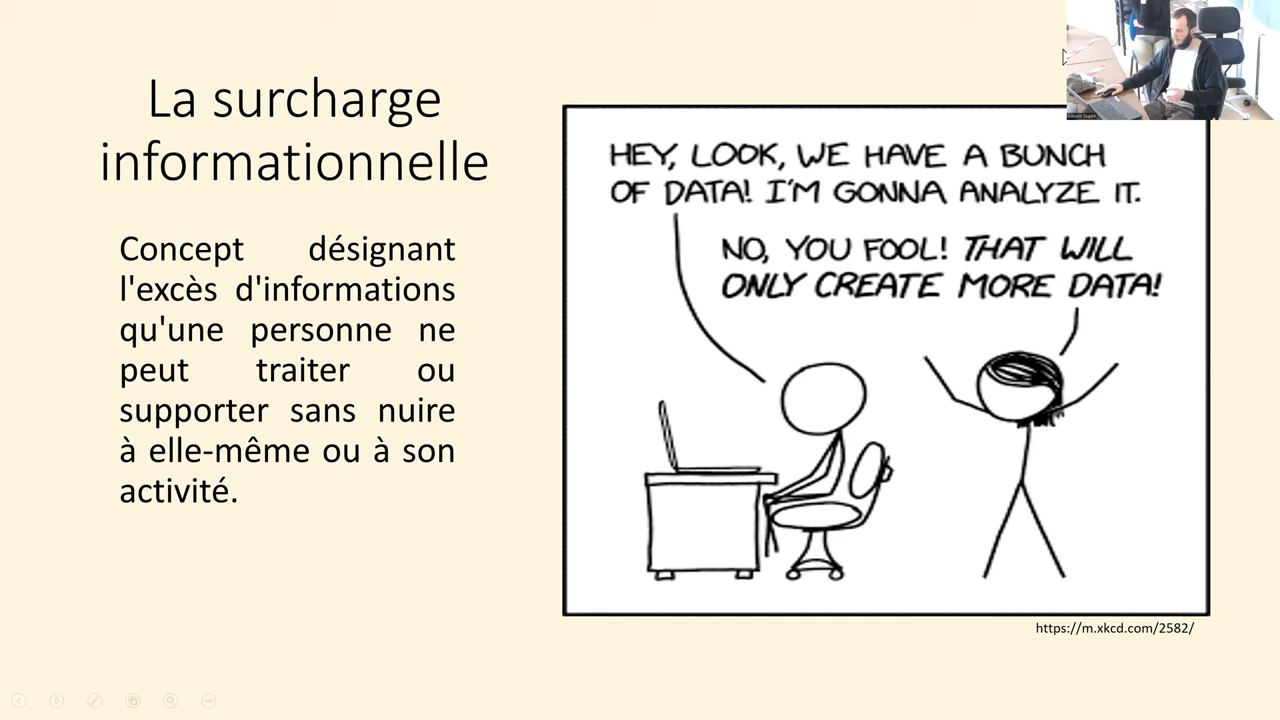 La surcharge
informationnelle
Concept désignant
l'excès d'informations
qu'une personne ne
peut traiter ou
supporter sans nuire
à elle-même ou à son
activité.
HEY, LOOK, WE HAVE A BUNCH
OF DATA! I'M GONNA ANALYZE IT.
NO, YOU FOOL! THAT WILL
ONLY CREATE MORE DATA!
https://m.xkcd.com/2582/